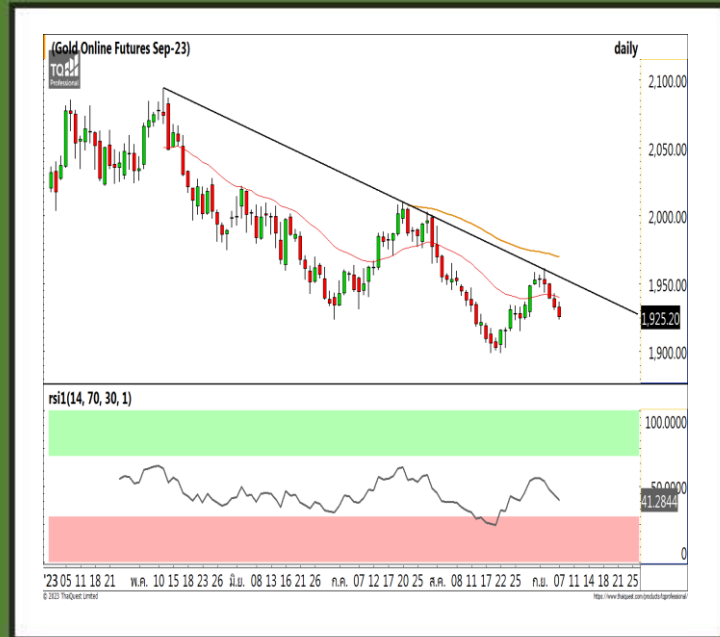 (Gold Online Futures Sep-23) daily
TQ
Professional
2,100.00
2,050.00
2,000.00
1,950.00
1,925.20
1,900.00
rsi1(14, 70, 30, 1)
100.0000
50.0000
41.2844
0
'23 05 11 18 21 พ.ค. 10 15 18 23 26 มิ.ย. 08 13 16 21 26 ก.ค. 07 12 17 20 25 ส.ค. 08 11 17 22 25 ก.ย. 07 11 14 18 21 25
© 2023 ThaiQuest Limited https://www.thaiquest.com/products-tqprofessional/